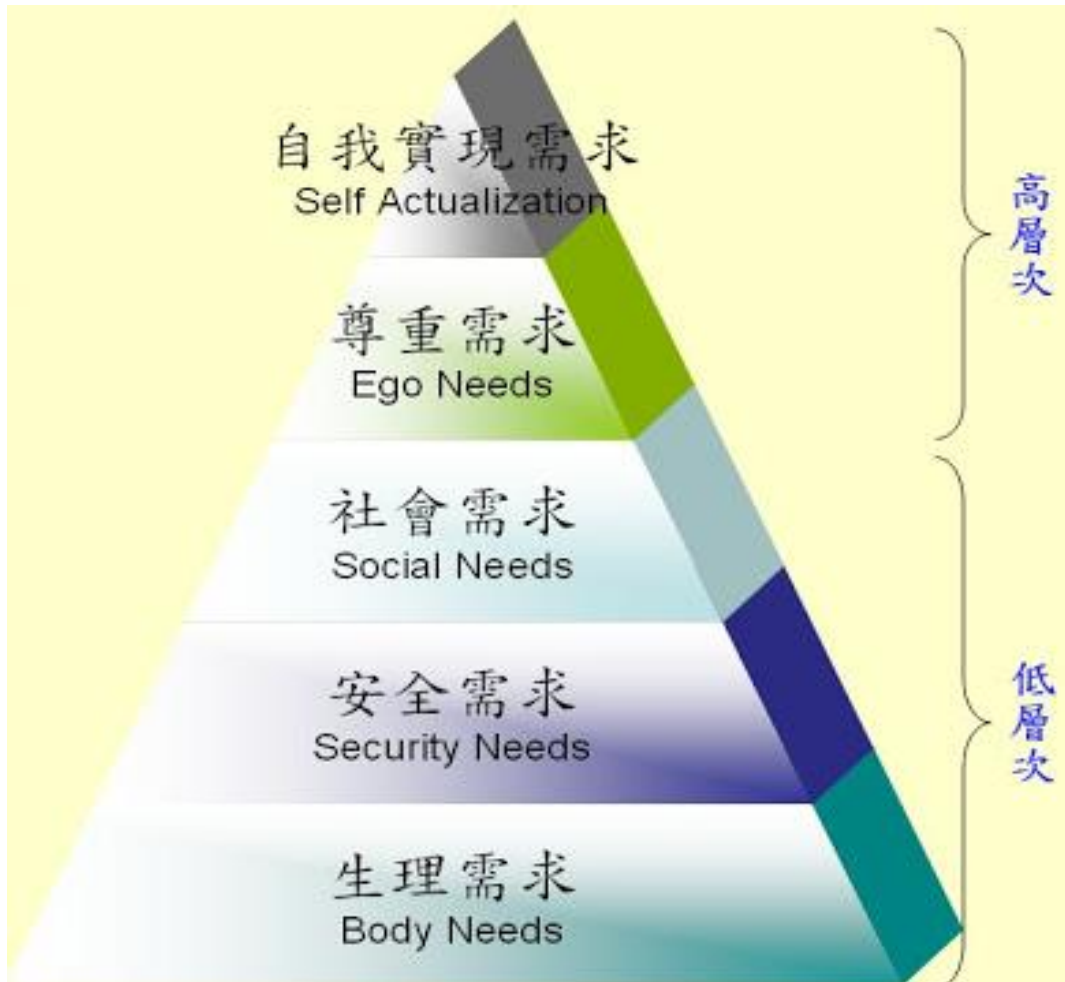 自我實現需求
Self Actualization
尊重需求
Ego Needs
社會需求
Social Needs
安全需求
Security Needs
生理需求
Body Needs
高層次
低層次